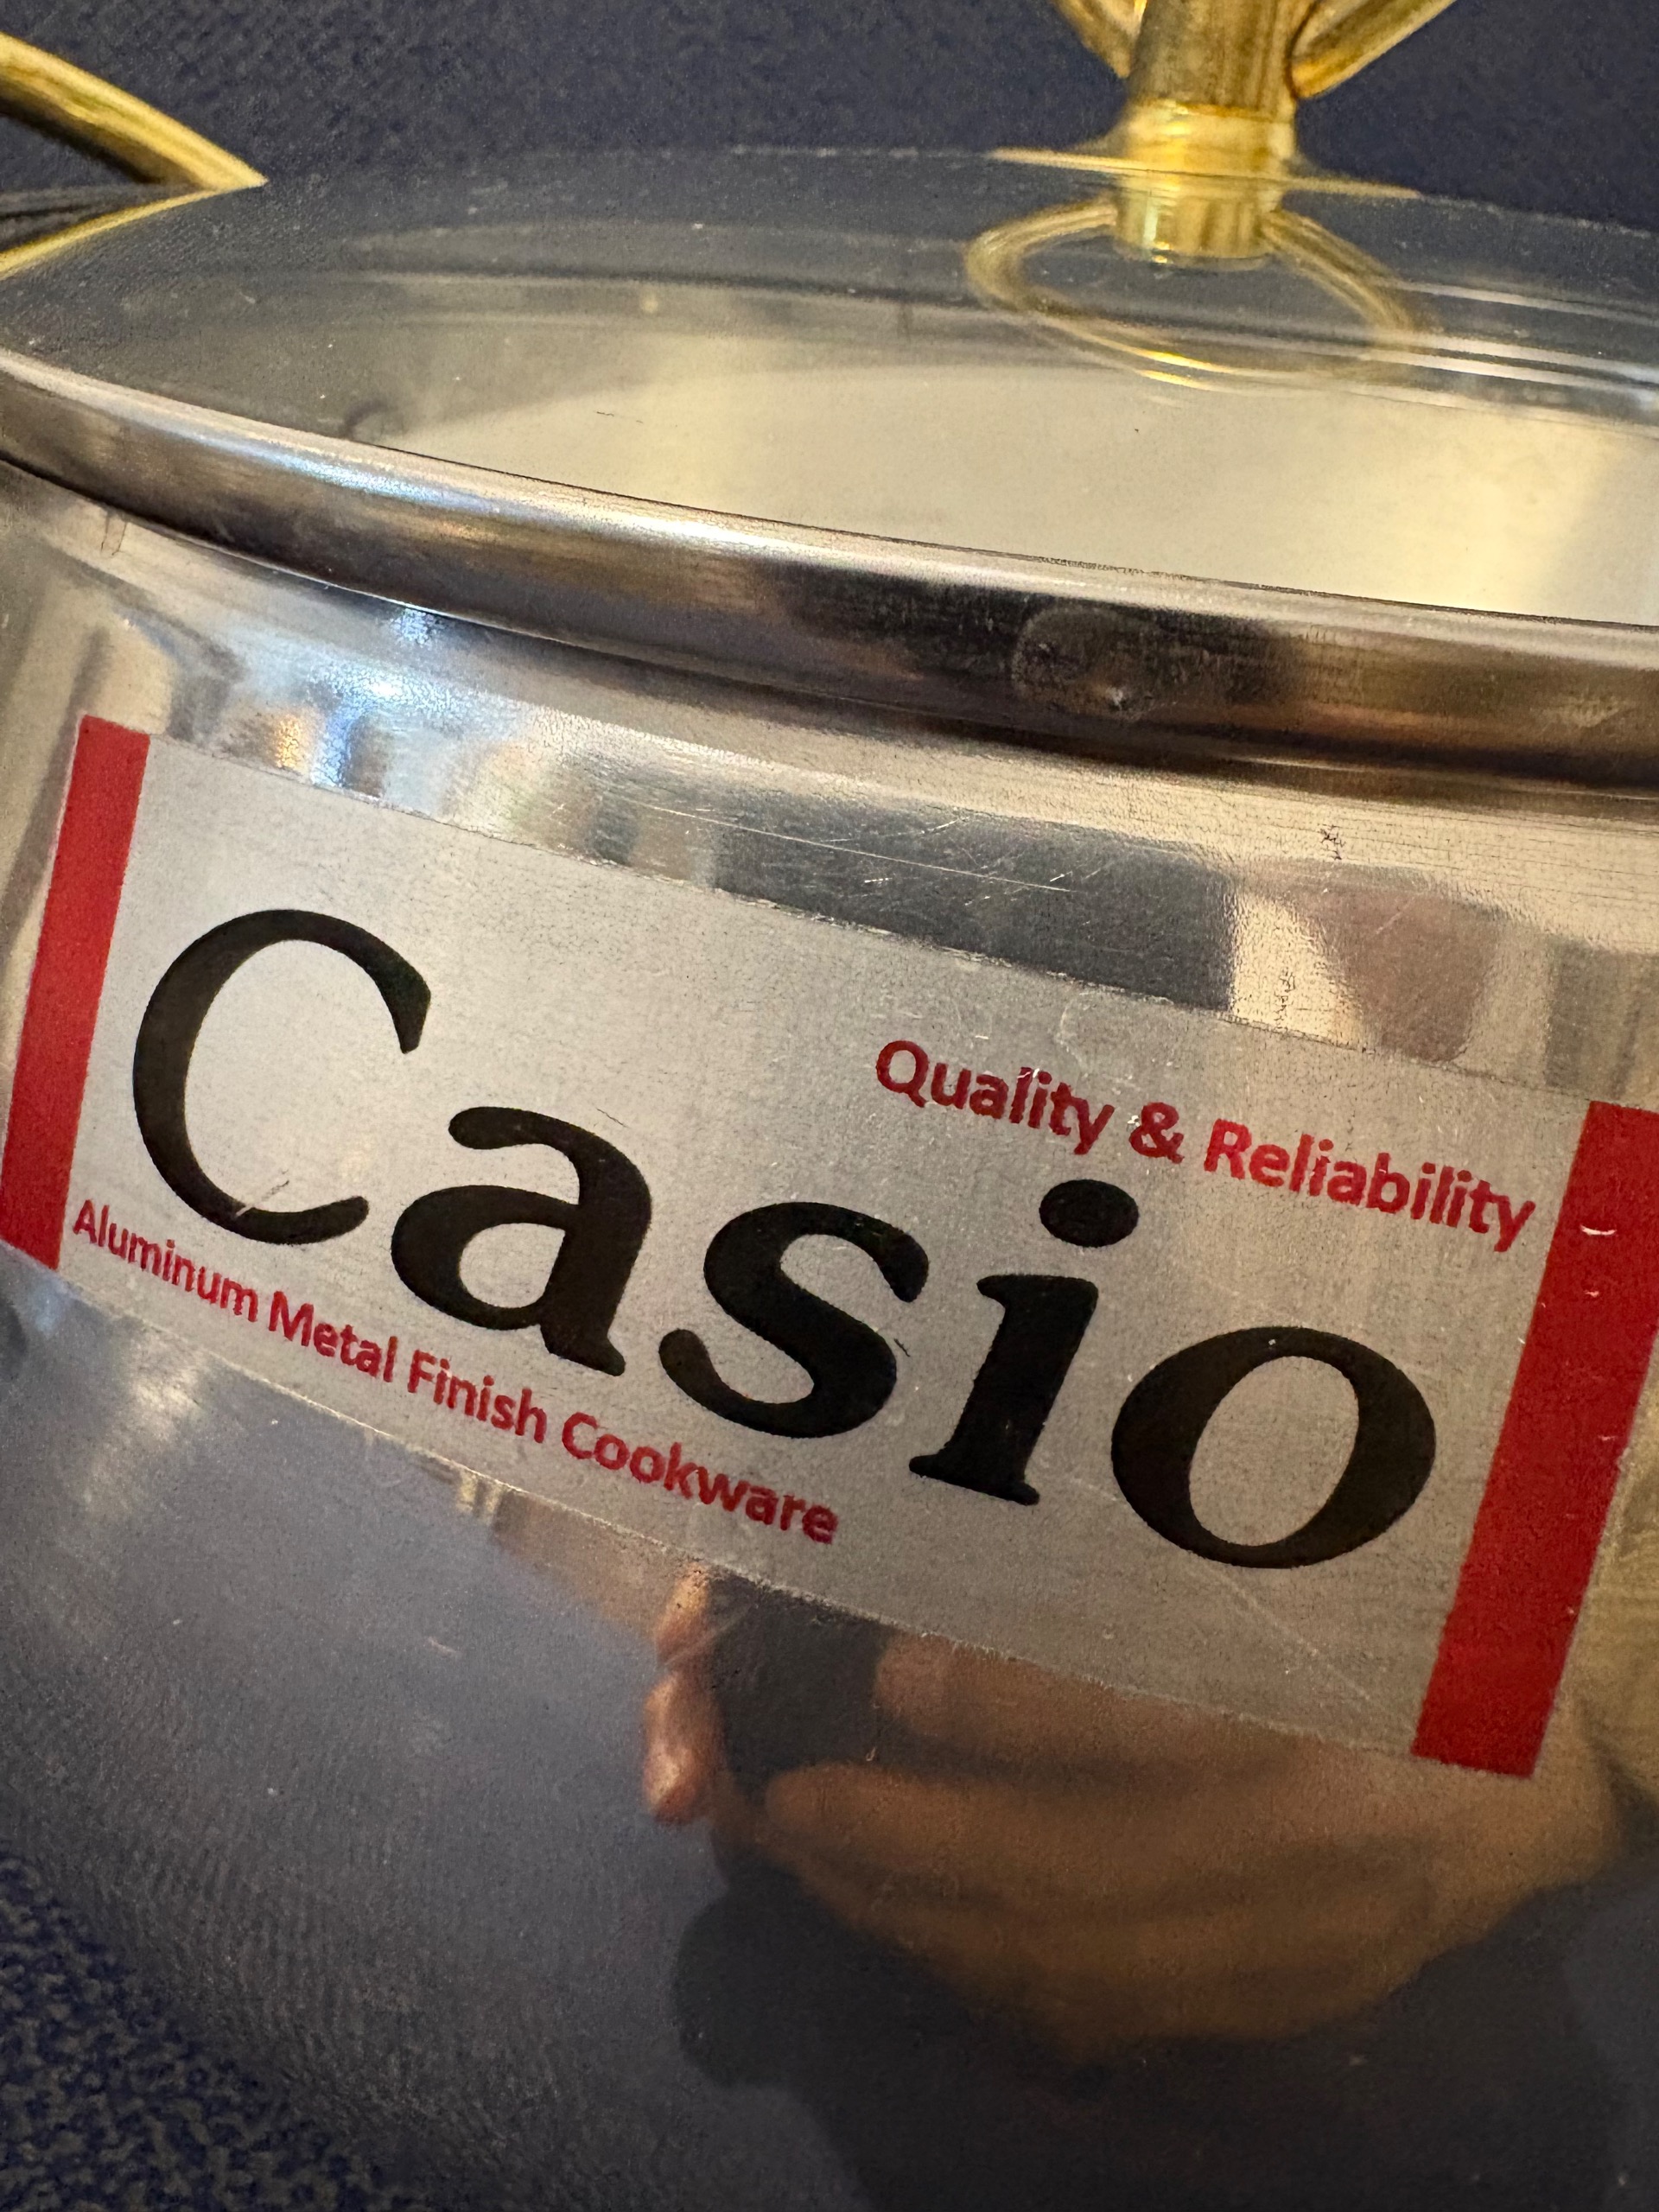 Quality & Reliability
Casio
Aluminum Metal Finish Cookware